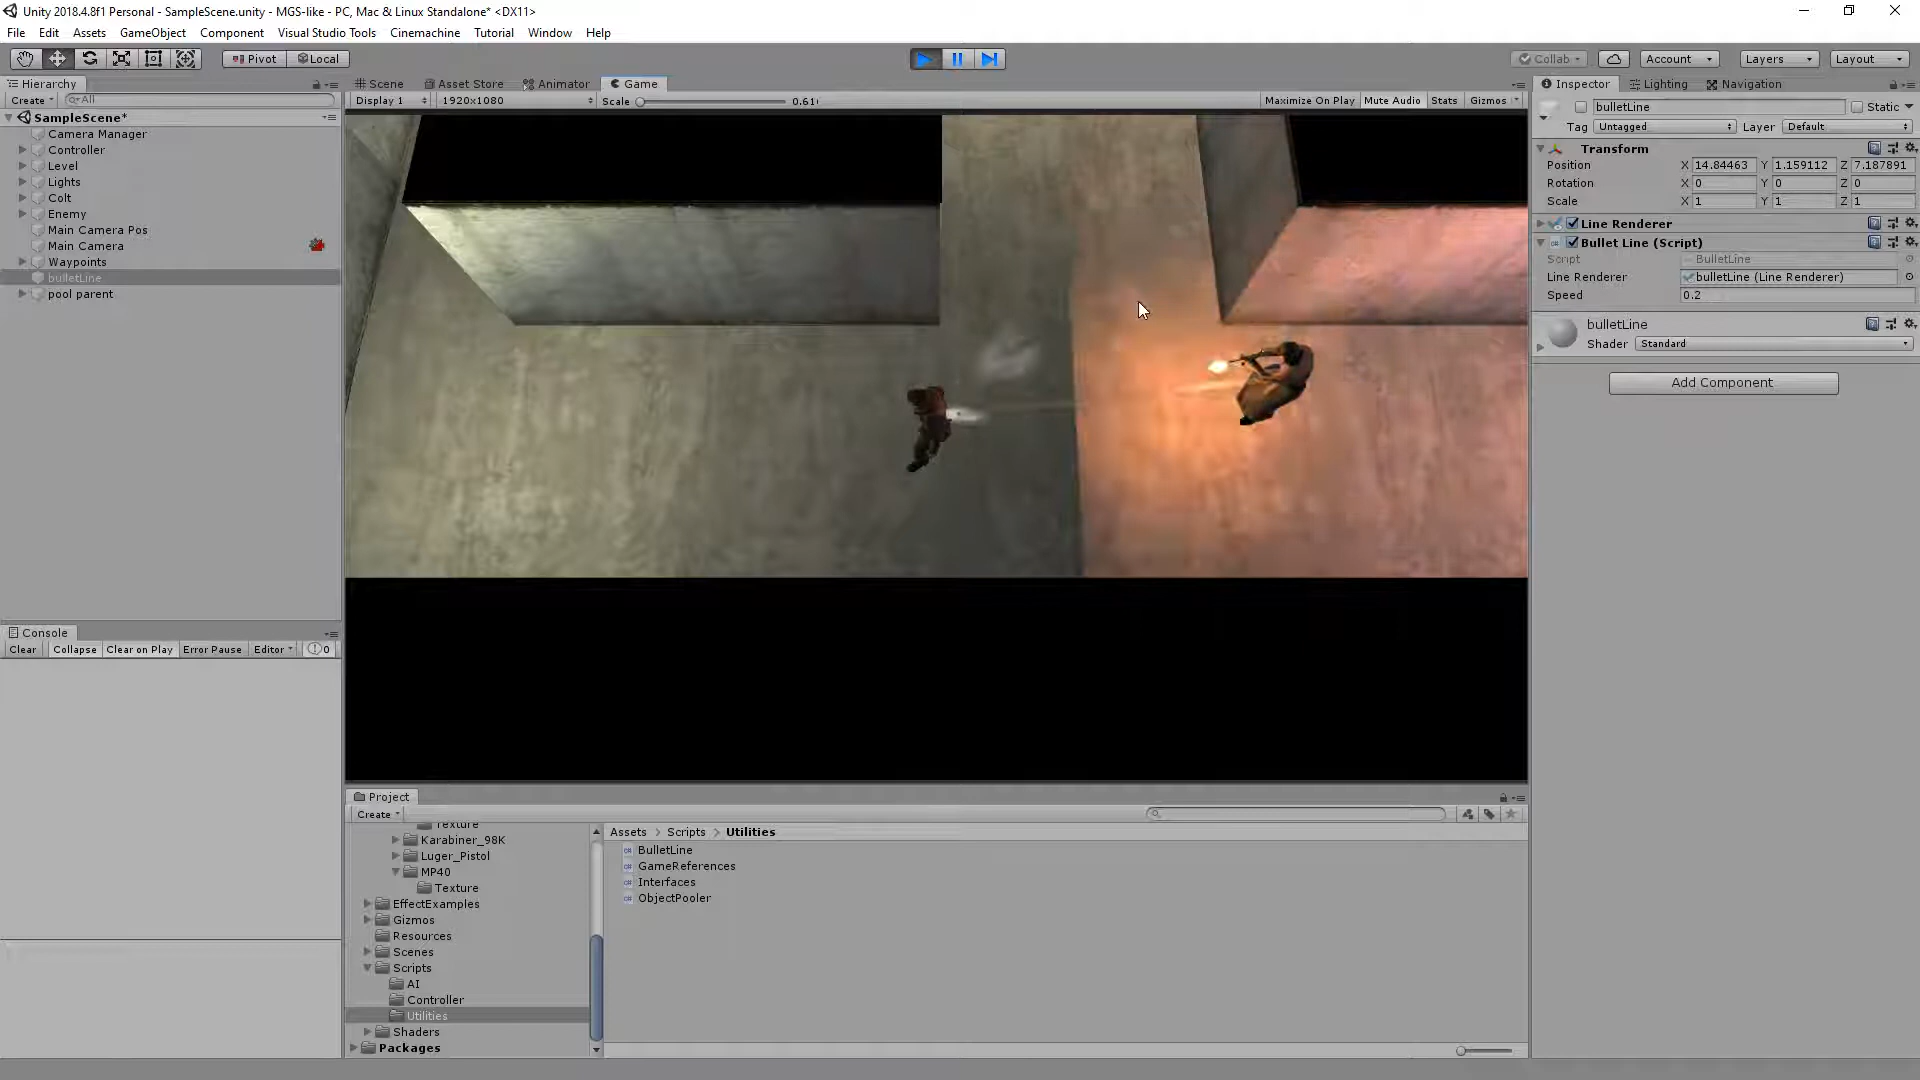 Unity 2018.4.8f1 Personal - SampleScene.unity - MGS-like - PC, Mac & Linux Standalone* <DX11>
File Edit Assets GameObject Component Visual Studio Tools Cinemachine Tutorial Window Help
Pivot Local Collab Account Layers Layout
Hierarchy
Create All
SampleScene*
Camera Manager
Controller
Level
Lights
Colt
Enemy
Main Camera Pos
Main Camera
Waypoints
bulletLine
pool parent
Console
Clear Collapse Clear on Play Error Pause Editor 0
Scene Asset Store Animator Game
Display 1 1920x1080 Scale 0.61 Maximize On Play Mute Audio Stats Gizmos
Project
Create
Texture
Karabiner_98K
Luger_Pistol
MP40
Texture
EffectExamples
Gizmos
Resources
Scenes
Scripts
AI
Controller
Utilities
Shaders
Packages
Assets > Scripts > Utilities
BulletLine
GameReferences
Interfaces
ObjectPooler
Inspector Lighting Navigation
bulletLine Static
Tag Untagged Layer Default
Transform
Position X 14.84463 Y 1.159112 Z 7.187891
Rotation X 0 Y 0 Z 0
Scale X 1 Y 1 Z 1
Line Renderer
Bullet Line (Script)
Script BulletLine
Line Renderer bulletLine (Line Renderer)
Speed 0.2
bulletLine
Shader Standard
Add Component